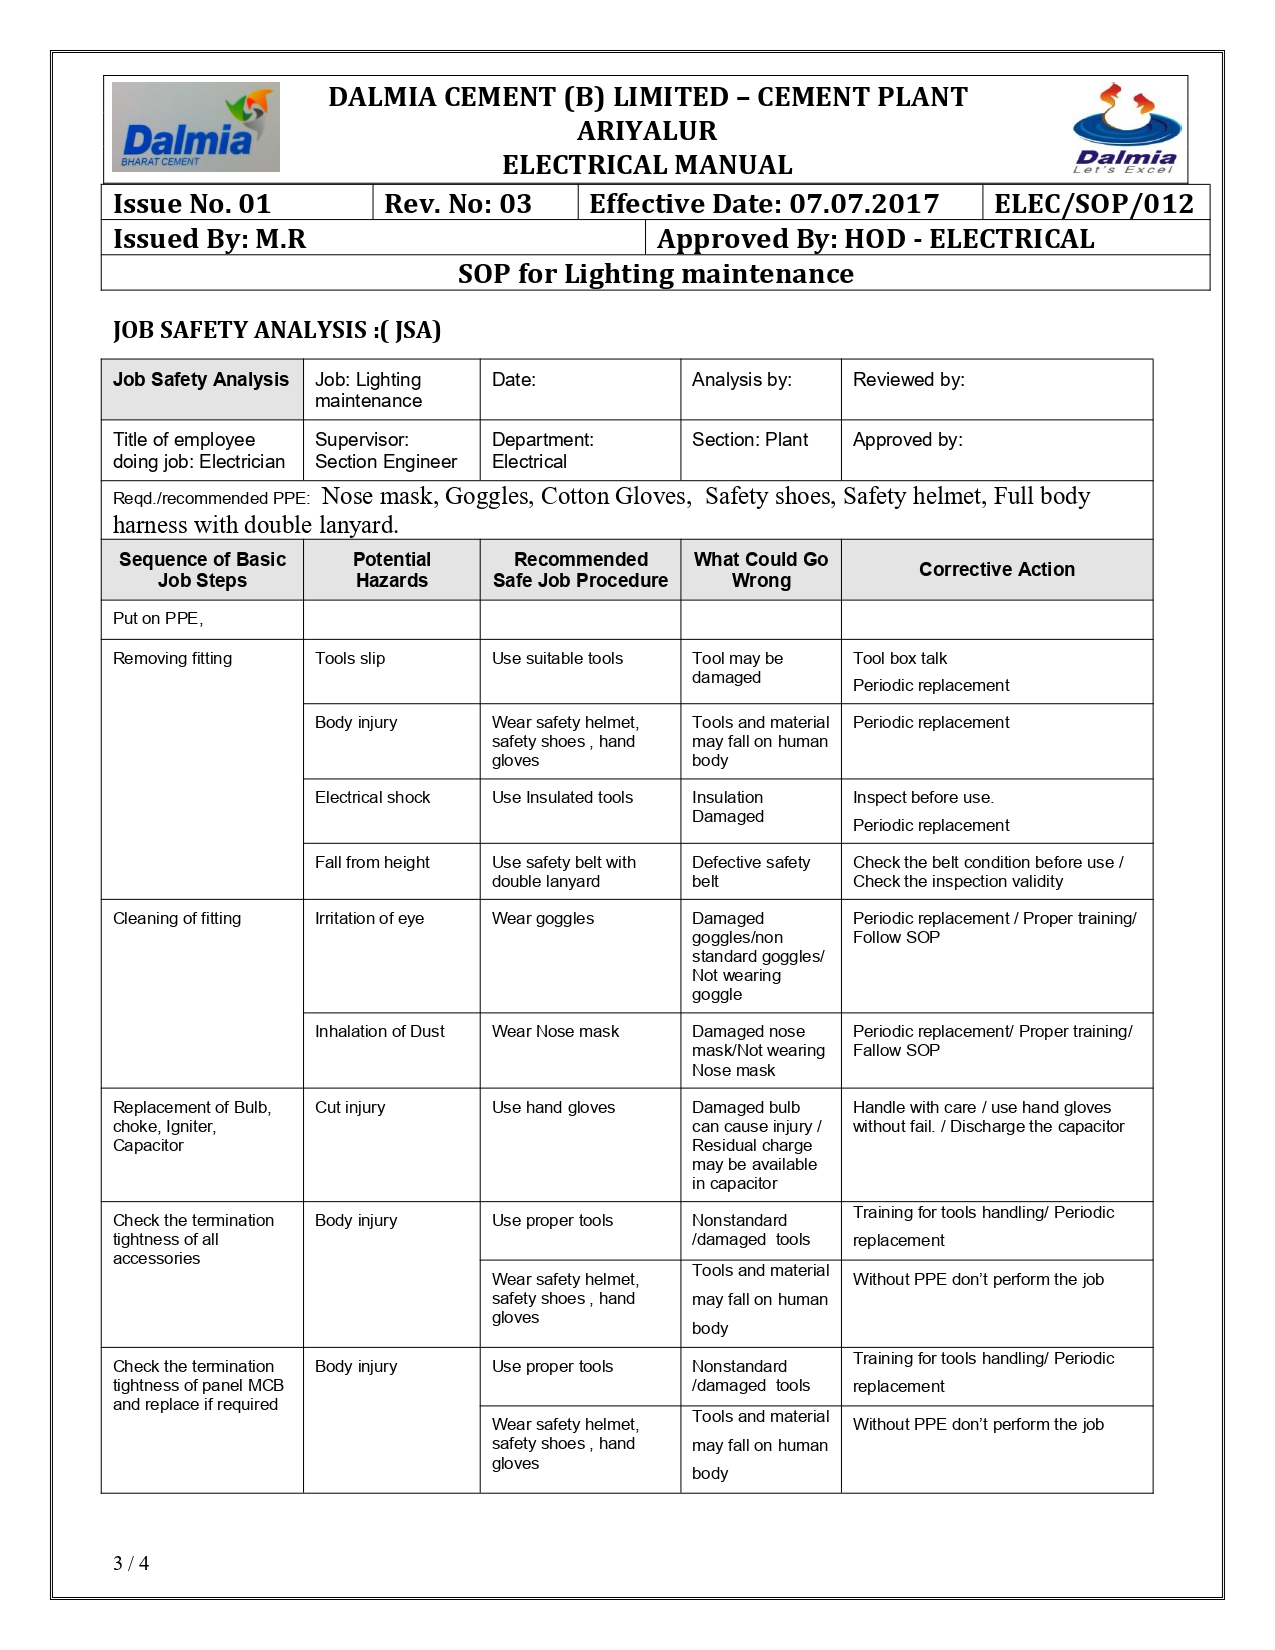 Dalmia
BHARAT CEMENT
DALMIA CEMENT (B) LIMITED – CEMENT PLANT
ARIYALUR
ELECTRICAL MANUAL
Dalmia
Let's Excel
Issue No. 01 Rev. No: 03 Effective Date: 07.07.2017 ELEC/SOP/012
Issued By: M.R Approved By: HOD - ELECTRICAL
SOP for Lighting maintenance
JOB SAFETY ANALYSIS :( JSA)
Job Safety Analysis
Job: Lighting
maintenance
Date:
Analysis by:
Reviewed by:
Title of employee
doing job: Electrician
Supervisor:
Section Engineer
Department:
Electrical
Section: Plant
Approved by:
Reqd./recommended PPE: Nose mask, Goggles, Cotton Gloves, Safety shoes, Safety helmet, Full body
harness with double lanyard.
Sequence of Basic
Job Steps
Potential
Hazards
Recommended
Safe Job Procedure
What Could Go
Wrong
Corrective Action
Put on PPE,
Removing fitting
Tools slip
Use suitable tools
Tool may be
damaged
Tool box talk
Periodic replacement
Body injury
Wear safety helmet,
safety shoes , hand
gloves
Tools and material
may fall on human
body
Periodic replacement
Electrical shock
Use Insulated tools
Insulation
Damaged
Inspect before use.
Periodic replacement
Fall from height
Use safety belt with
double lanyard
Defective safety
belt
Check the belt condition before use /
Check the inspection validity
Cleaning of fitting
Irritation of eye
Wear goggles
Damaged
goggles/non
standard goggles/
Not wearing
goggle
Periodic replacement / Proper training/
Follow SOP
Inhalation of Dust
Wear Nose mask
Damaged nose
mask/Not wearing
Nose mask
Periodic replacement/ Proper training/
Fallow SOP
Replacement of Bulb,
choke, Igniter,
Capacitor
Cut injury
Use hand gloves
Damaged bulb
can cause injury /
Residual charge
may be available
in capacitor
Handle with care / use hand gloves
without fail. / Discharge the capacitor
Check the termination
tightness of all
accessories
Body injury
Use proper tools
Nonstandard
/damaged tools
Training for tools handling/ Periodic
replacement
Wear safety helmet,
safety shoes , hand
gloves
Tools and material
may fall on human
body
Without PPE don’t perform the job
Check the termination
tightness of panel MCB
and replace if required
Body injury
Use proper tools
Nonstandard
/damaged tools
Training for tools handling/ Periodic
replacement
Wear safety helmet,
safety shoes , hand
gloves
Tools and material
may fall on human
body
Without PPE don’t perform the job
3 / 4